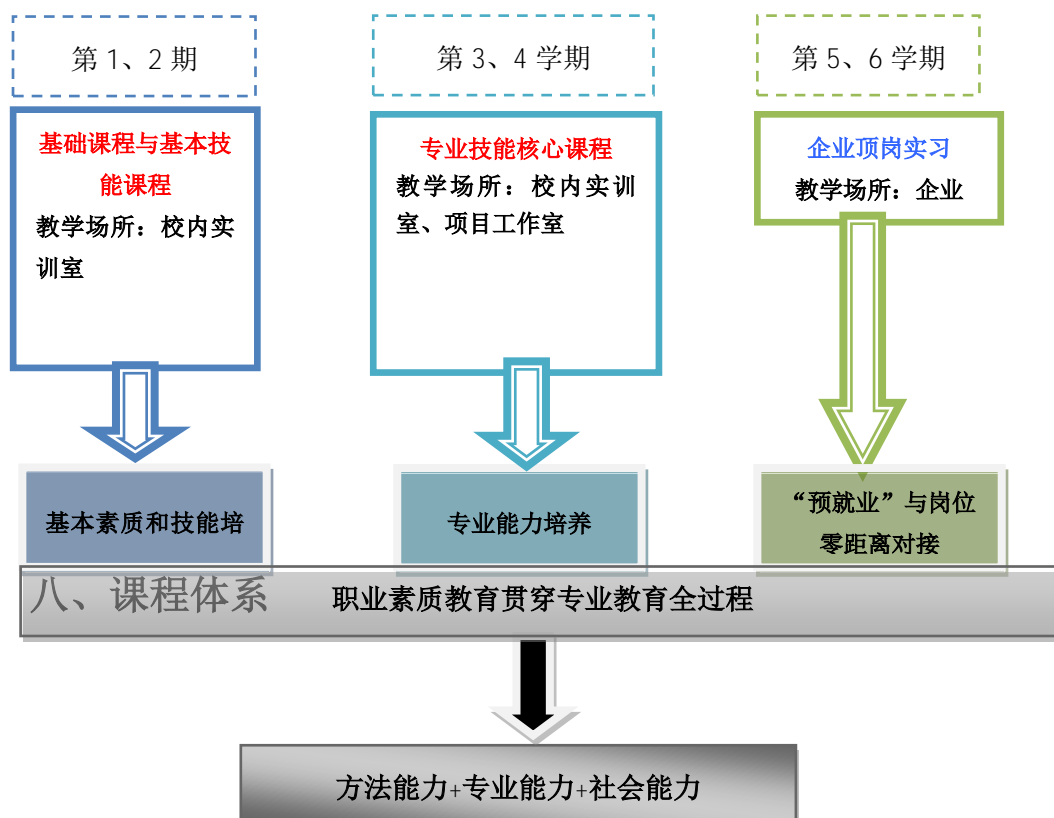 第 1、2 期
第 3、4 学期
第 5、6 学期
基础课程与基本技
能课程
教学场所：校内实
训室
专业技能核心课程
教学场所：校内实训
室、项目工作室
企业顶岗实习
教学场所：企业
基本素质和技能培
专业能力培养
“预就业”与岗位
零距离对接
八、课程体系
职业素质教育贯穿专业教育全过程
方法能力+专业能力+社会能力